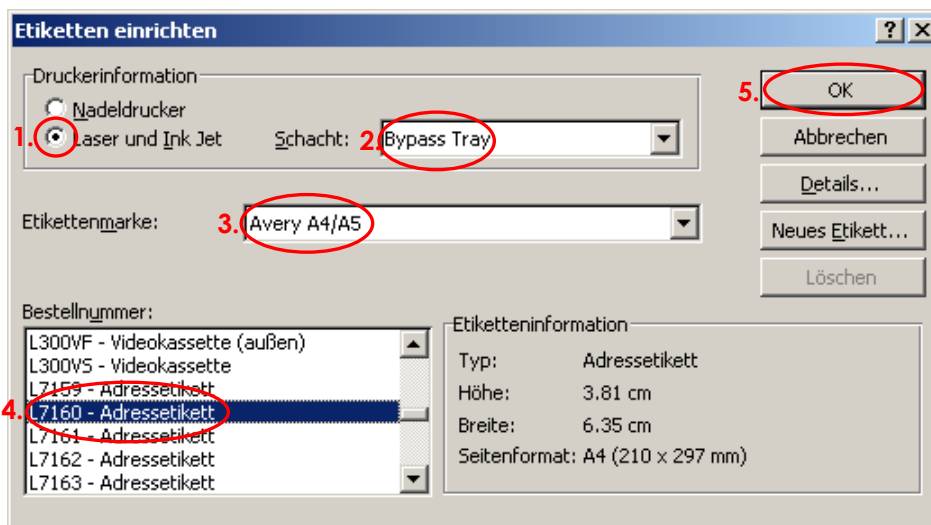 Etiketten einrichten
Druckerinformation
Nadeldrucker
1. Laser und Ink Jet Schacht: 2. Bypass Tray
5. OK
Abbrechen
Details...
Neues Etikett...
Löschen
Etikettenmarke: 3. Avery A4/A5
Bestellnummer:
L300VF - Videokassette (außen)
L300VS - Videokassette
L7159 - Adressetikett
4. L7160 - Adressetikett
L7161 - Adressetikett
L7162 - Adressetikett
L7163 - Adressetikett
Etiketteninformation
Typ: Adressetikett
Höhe: 3.81 cm
Breite: 6.35 cm
Seitenformat: A4 (210 x 297 mm)